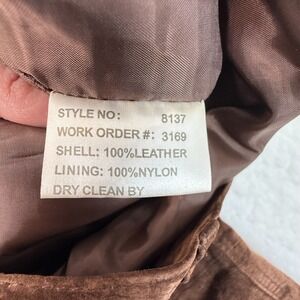 STYLE NO: 8137
WORK ORDER #: 3169
SHELL: 100%LEATHER
LINING: 100%NYLON
DRY CLEAN BY